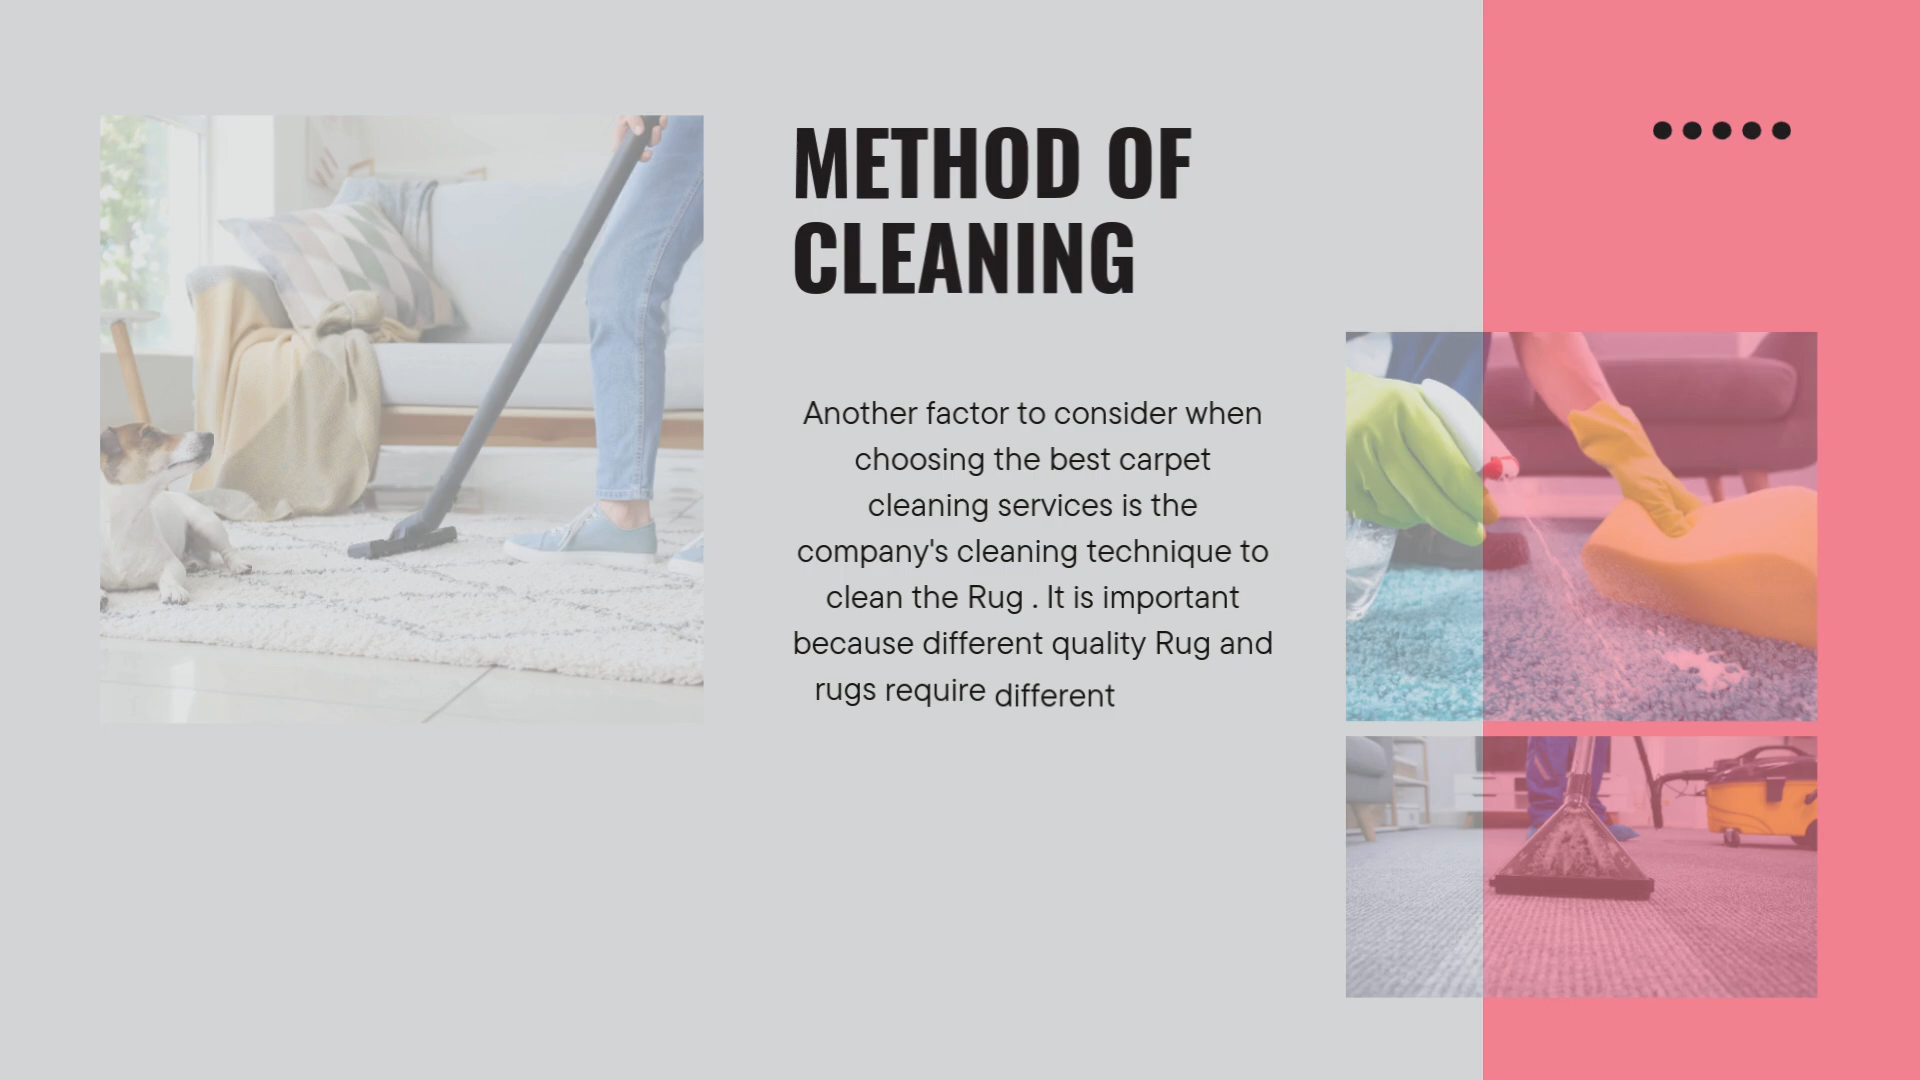 METHOD OF
CLEANING
Another factor to consider when
choosing the best carpet
cleaning services is the
company's cleaning technique to
clean the Rug . It is important
because different quality Rug and
rugs require different